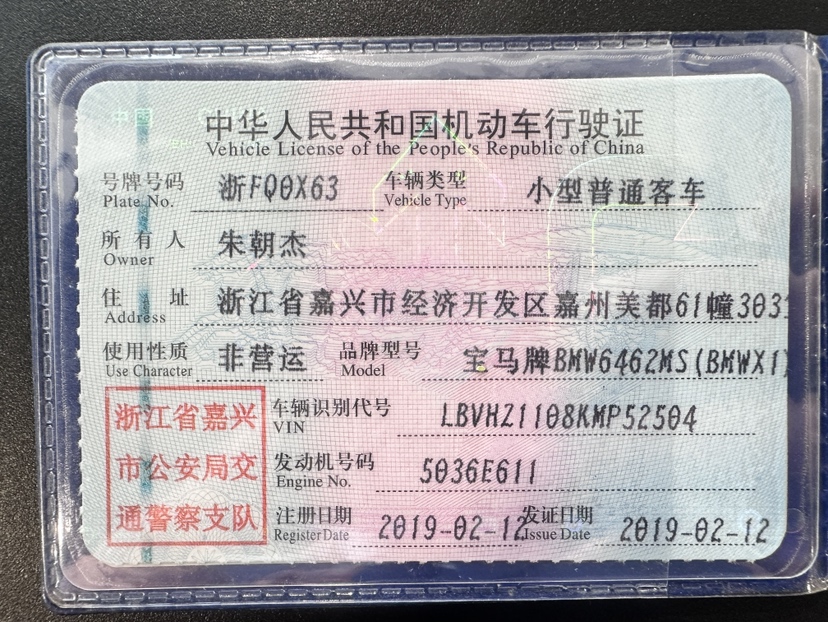 中华人民共和国机动车行驶证
Vehicle License of the People's Republic of China
号牌号码 浙FQ0X63 车辆类型 小型普通客车
Plate No. Vehicle Type
所有人 朱朝杰
Owner
住址 浙江省嘉兴市经济开发区嘉州美都61幢303
Address
使用性质 非营运 品牌型号 宝马牌BMW6462MS(BMWX1)
Use Character Model
浙江省嘉兴
市公安局交
通警察支队
车辆识别代号 LBVHZ1108KMP52504
VIN
发动机号码 5036E611
Engine No.
注册日期 2019-02-12 发证日期 2019-02-12
Register Date Issue Date